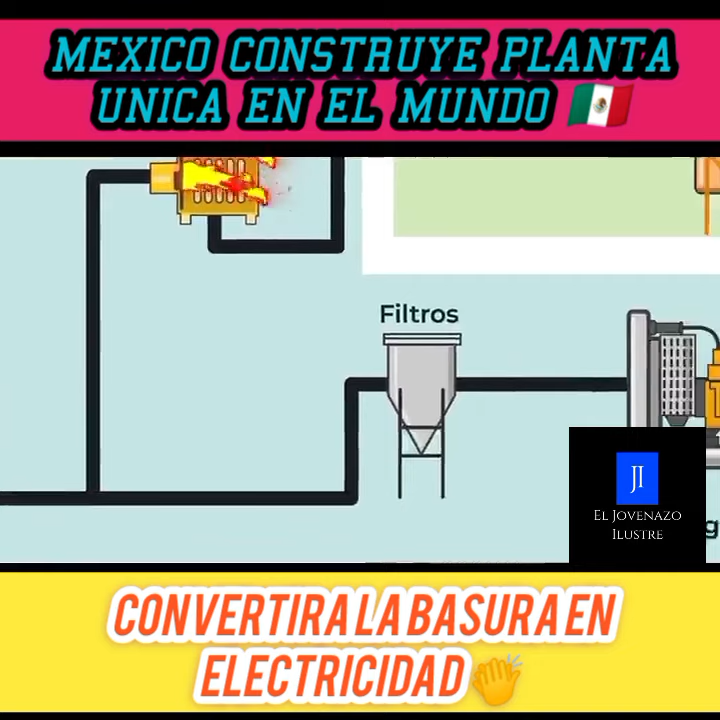 MEXICO CONSTRUYE PLANTA
UNICA EN EL MUNDO 🇲🇽
Filtros
JI
EL JOVENAZO
ILUSTRE
g
CONVERTIRA LA BASURA EN
ELECTRICIDAD 👏